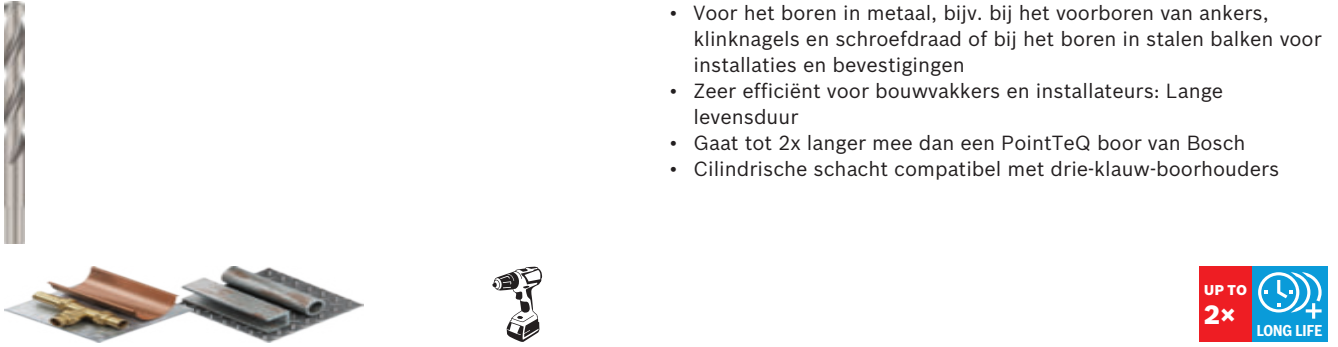 • Voor het boren in metaal, bijv. bij het voorboren van ankers,
klinknagels en schroefdraad of bij het boren in stalen balken voor
installaties en bevestigingen
• Zeer efficiënt voor bouwvakkers en installateurs: Lange
levensduur
• Gaat tot 2x langer mee dan een PointTeQ boor van Bosch
• Cilindrische schacht compatibel met drie-klauw-boorhouders
UP TO
2×
LONG LIFE